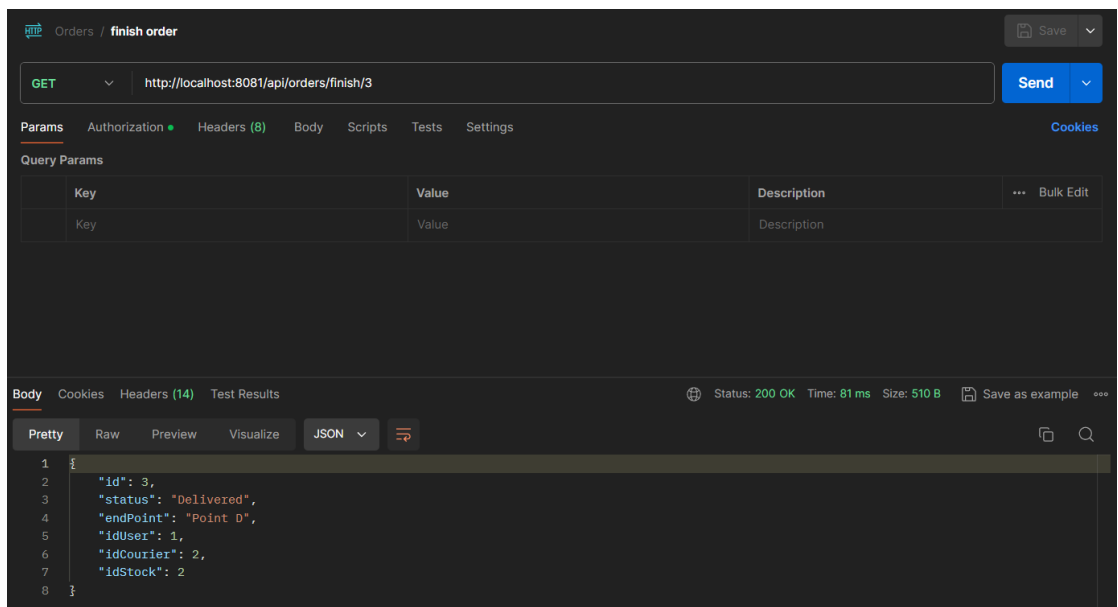 HTTP Orders / finish order Save
GET http://localhost:8081/api/orders/finish/3 Send
Params Authorization Headers (8) Body Scripts Tests Settings Cookies
Query Params
Key Value Description Bulk Edit
Key Value Description
Body Cookies Headers (14) Test Results Status: 200 OK Time: 81 ms Size: 510 B Save as example
Pretty Raw Preview Visualize JSON
1 {
2 "id": 3,
3 "status": "Delivered",
4 "endPoint": "Point D",
5 "idUser": 1,
6 "idCourier": 2,
7 "idStock": 2
8 }